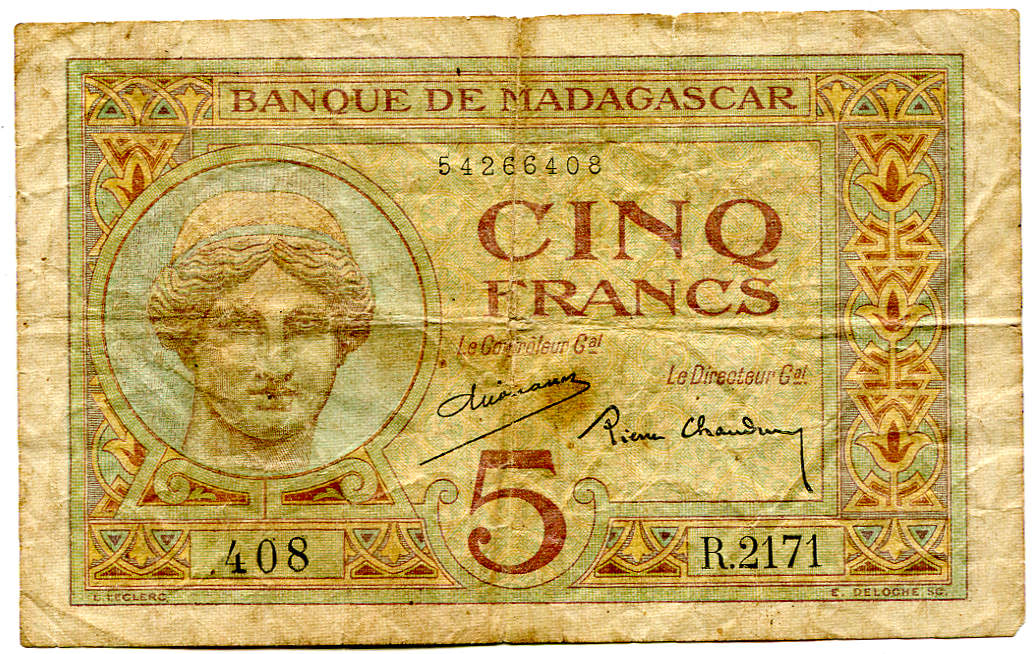 BANQUE DE MADAGASCAR
54266408
CINQ
FRANCS
Le Contrôleur Gal
Le Directeur Gal.
Pierre
5
408
R.2171
L. LECLERC.
E. DELOCHE SC.